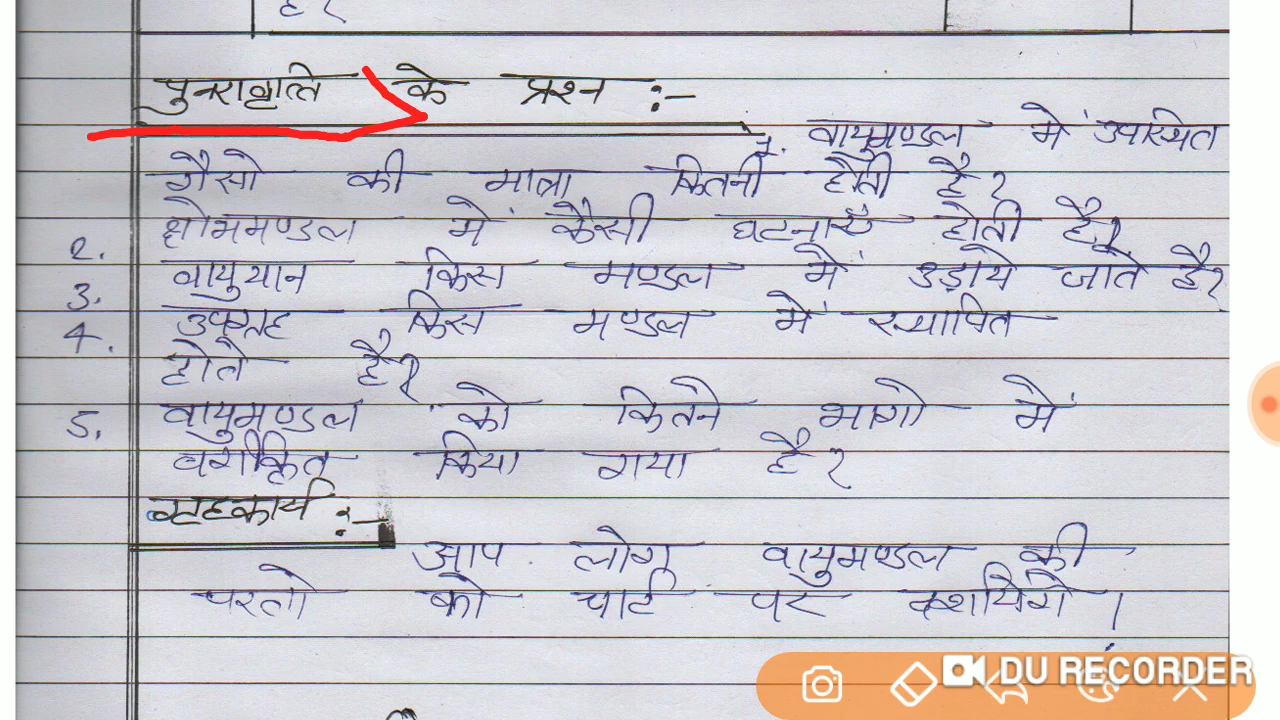 है?
पुनरावृत्ति के प्रश्न :-
1. वायुमण्डल में उपस्थित
गैसो की मात्रा कितनी होती है?
2. क्षोभमण्डल में कैसी घटनाएँ होती है?
3. वायुयान किस मण्डल में उड़ाये जाते है?
4. उपग्रह किस मण्डल में स्थापित
होते है?
5. वायुमण्डल को कितने भागो में
वर्गीकृत किया गया है?
गृहकार्य :-
आप लोग वायुमण्डल की
परतो को चार्ट पर दर्शायेगे।
DU RECORDER